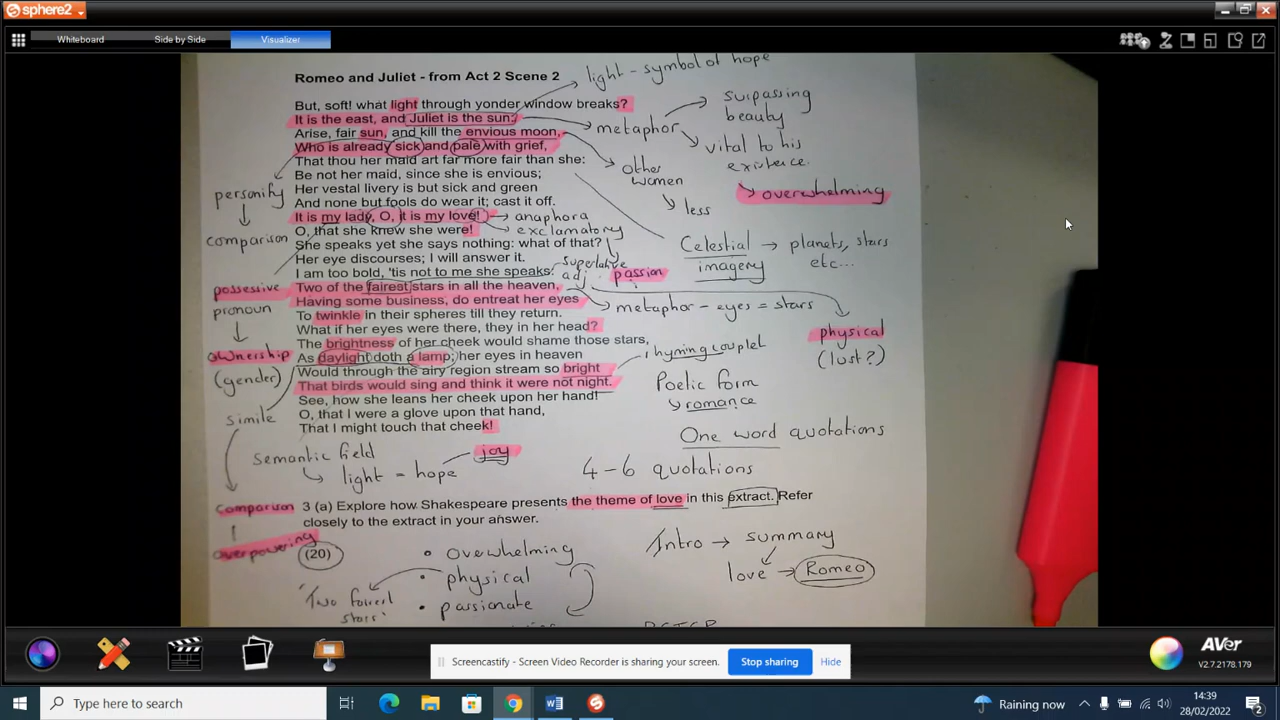 sphere2
Whiteboard
Side by Side
Visualizer
Romeo and Juliet - from Act 2 Scene 2
light - symbol of hope
But, soft! what light through yonder window breaks?
It is the east, and Juliet is the sun.
Arise, fair sun, and kill the envious moon,
Who is already sick and pale with grief,
That thou her maid art far more fair than she:
Be not her maid, since she is envious;
Her vestal livery is but sick and green
And none but fools do wear it; cast it off.
It is my lady, O, it is my love!
O, that she knew she were!
She speaks yet she says nothing: what of that?
Her eye discourses; I will answer it.
I am too bold, 'tis not to me she speaks:
Two of the fairest stars in all the heaven,
Having some business, do entreat her eyes
To twinkle in their spheres till they return.
What if her eyes were there, they in her head?
The brightness of her cheek would shame those stars,
As daylight doth a lamp; her eyes in heaven
Would through the airy region stream so bright
That birds would sing and think it were not night.
See, how she leans her cheek upon her hand!
O, that I were a glove upon that hand,
That I might touch that cheek!
metaphor
surpassing
beauty
vital to his
existence.
overwhelming
other
women
less
personify
comparison
anaphora
exclamatory
Celestial
imagery
planets, stars
etc...
superlative
adj
passion
possessive
pronoun
ownership
(gender)
metaphor - eyes = stars
physical
(lust?)
rhyming couplet
Poetic form
romance
simile
One word quotations
Semantic field
light = hope
joy
4-6 quotations
comparison
overpowering
3 (a) Explore how Shakespeare presents the theme of love in this extract. Refer
closely to the extract in your answer.
(20)
• overwhelming
• physical
• passionate
"Two fairest
stars"
Intro → summary
love → Romeo
Screencastify - Screen Video Recorder is sharing your screen.
Stop sharing
Hide
AVer
V2.7.2178.179
Type here to search
Raining now
14:39
28/02/2022
2